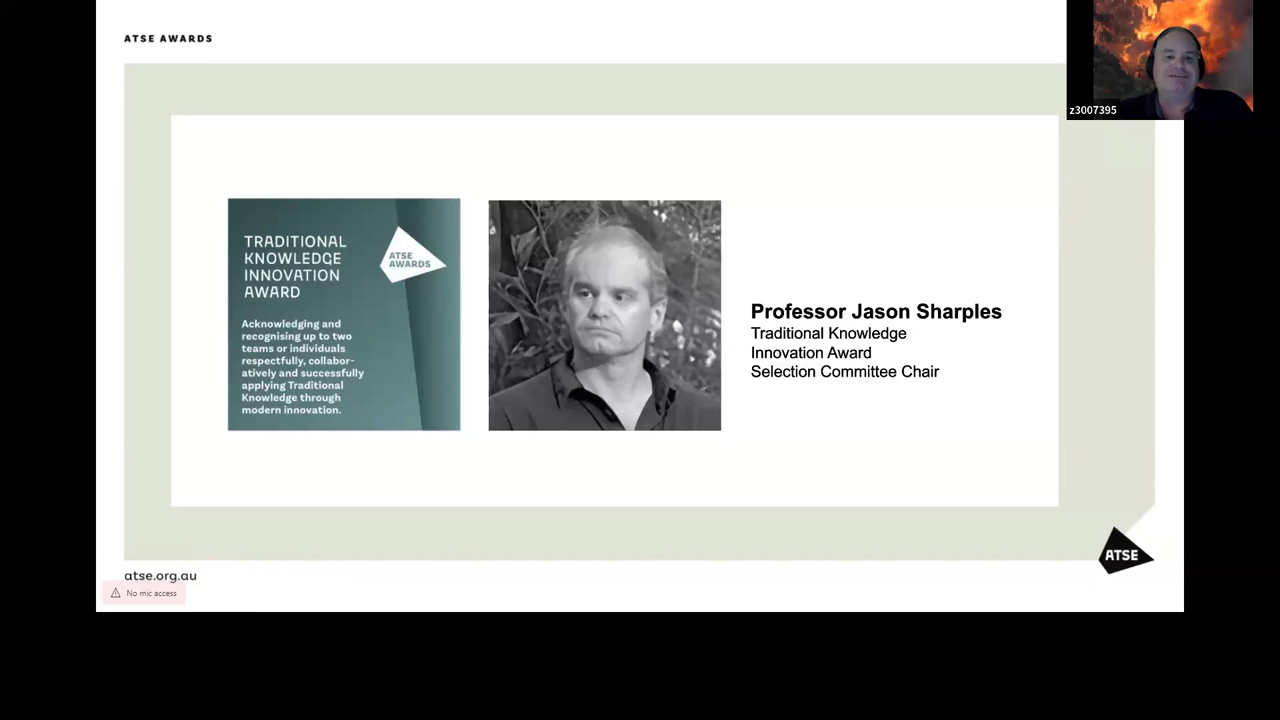 ATSE AWARDS
z3007395
TRADITIONAL
KNOWLEDGE
INNOVATION
AWARD
ATSE
AWARDS
Acknowledging and
recognising up to two
teams or individuals
respectfully, collabor-
atively and successfully
applying Traditional
Knowledge through
modern innovation.
Professor Jason Sharples
Traditional Knowledge
Innovation Award
Selection Committee Chair
ATSE
atse.org.au
No mic access